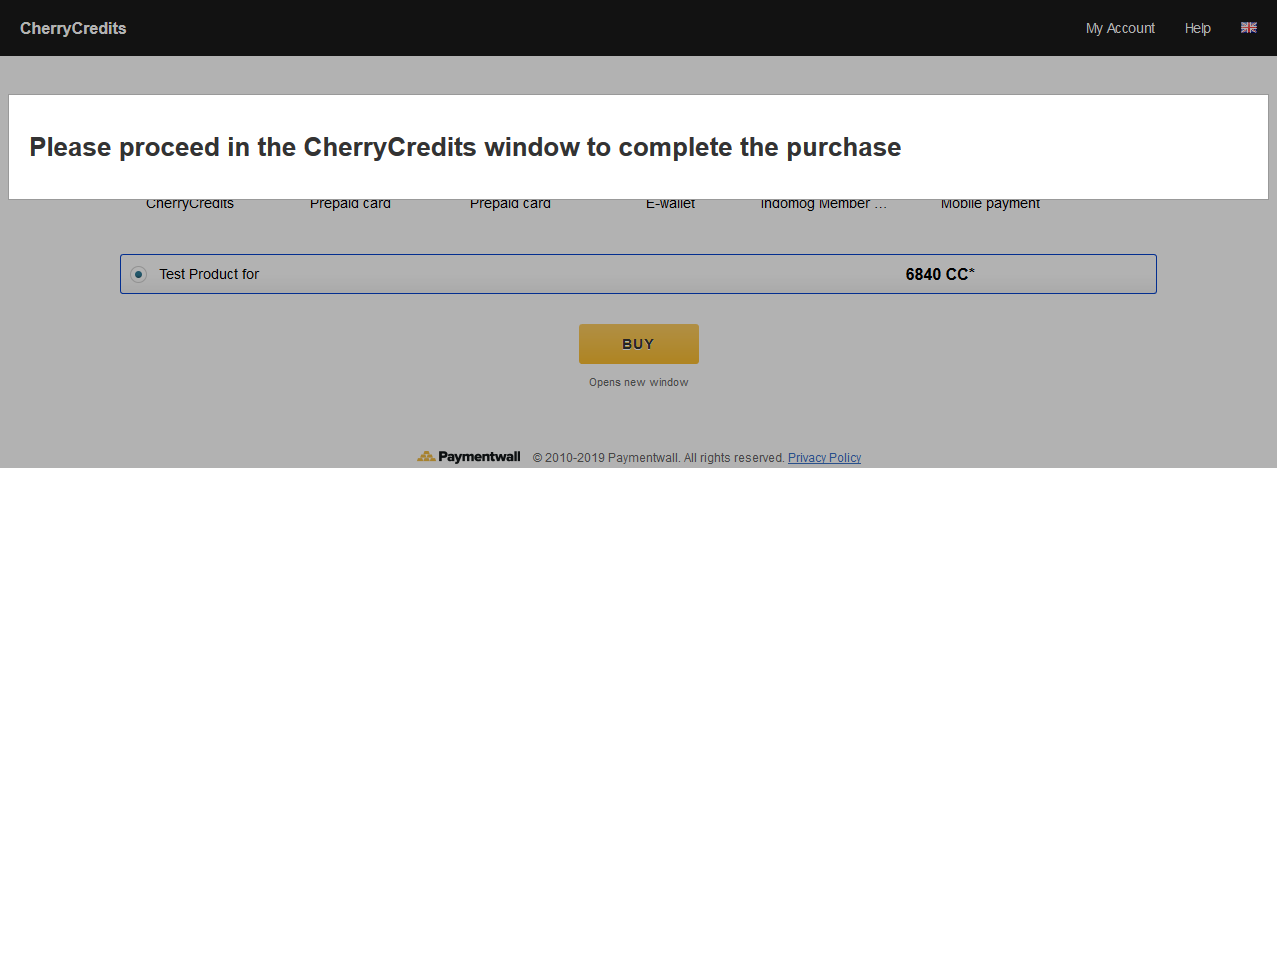 CherryCredits
My Account
Help
Please proceed in the CherryCredits window to complete the purchase
CherryCredits
Prepaid card
Prepaid card
E-wallet
Indomog Member ...
Mobile payment
Test Product for
6840 CC*
BUY
Opens new window
Paymentwall
© 2010-2019 Paymentwall. All rights reserved. Privacy Policy